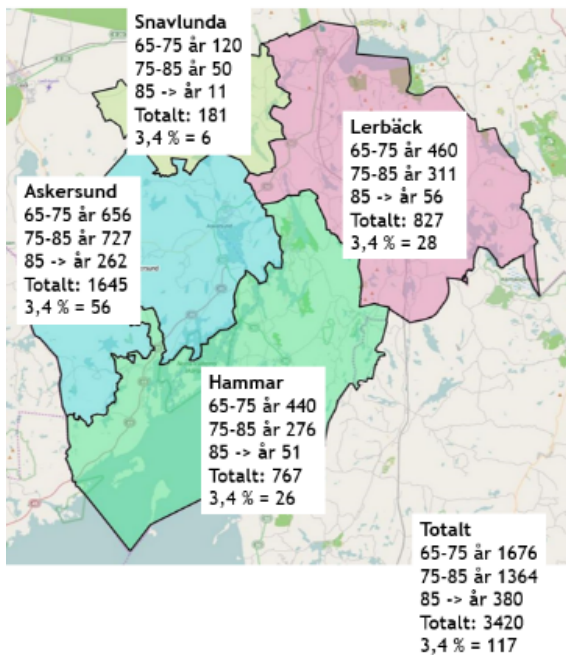 Snavlunda
65-75 år 120
75-85 år 50
85 -> år 11
Totalt: 181
3,4 % = 6
Lerbäck
65-75 år 460
75-85 år 311
85 -> år 56
Totalt: 827
3,4 % = 28
Askersund
65-75 år 656
75-85 år 727
85 -> år 262
Totalt: 1645
3,4 % = 56
Hammar
65-75 år 440
75-85 år 276
85 -> år 51
Totalt: 767
3,4 % = 26
Totalt
65-75 år 1676
75-85 år 1364
85 -> år 380
Totalt: 3420
3,4 % = 117